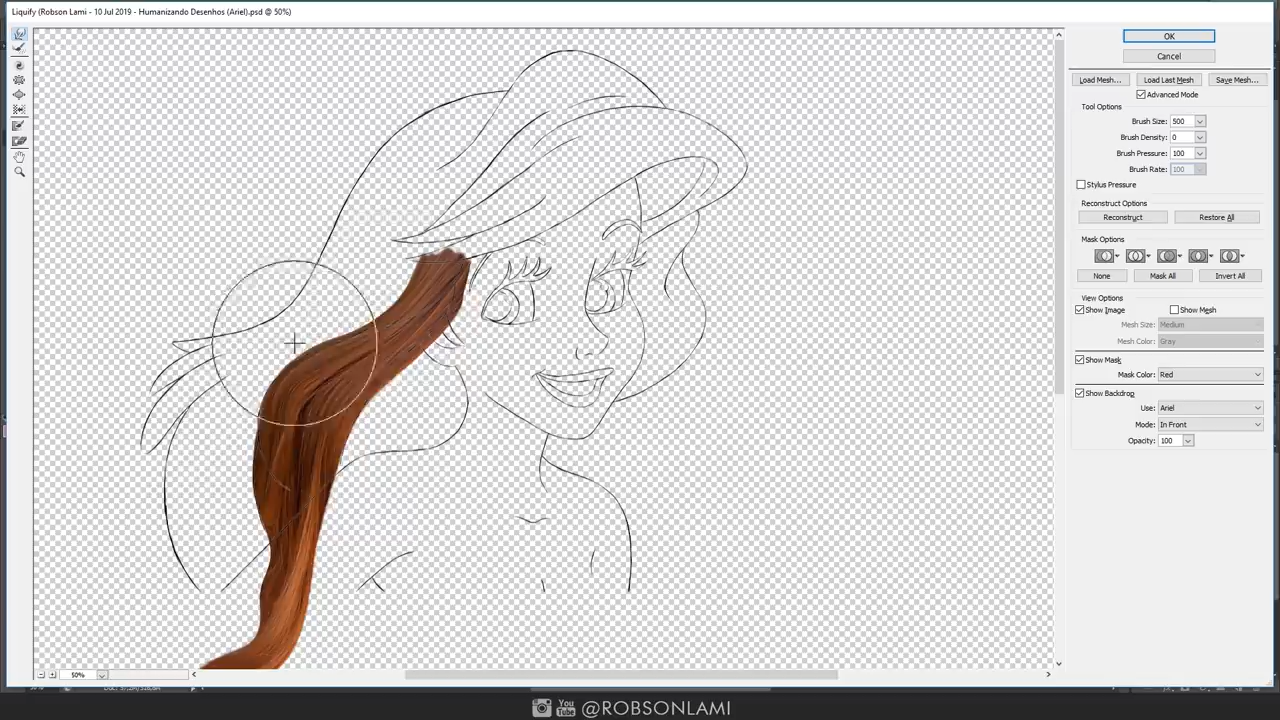 Liquify (Robson Lami - 10 Jul 2019 - Humanizando Desenhos (Ariel).psd @ 50%)
OK
Cancel
Load Mesh...
Load Last Mesh
Save Mesh...
Advanced Mode
Tool Options
Brush Size: 500
Brush Density: 0
Brush Pressure: 100
Brush Rate: 100
Stylus Pressure
Reconstruct Options
Reconstruct
Restore All
Mask Options
None
Mask All
Invert All
View Options
Show Image
Show Mesh
Mesh Size: Medium
Mesh Color: Gray
Show Mask
Mask Color: Red
Show Backdrop
Use: Ariel
Mode: In Front
Opacity: 100
50%
You Tube @ROBSONLAMI